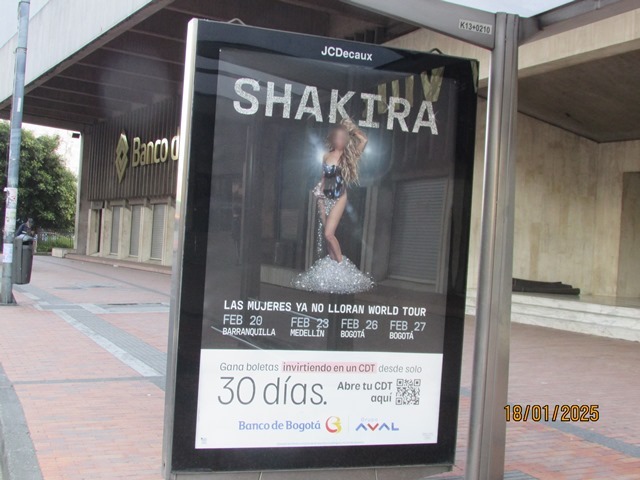 K13+0210
JCDecaux
SHAKIRA
Banco d
LAS MUJERES YA NO LLORAN WORLD TOUR
FEB 20 FEB 23 FEB 26 FEB 27
BARRANQUILLA MEDELLÍN BOGOTÁ BOGOTÁ
Gana boletas invirtiendo en un CDT desde solo
30 días.
Abre tu CDT
aquí
Banco de Bogotá AVAL
18/01/2025